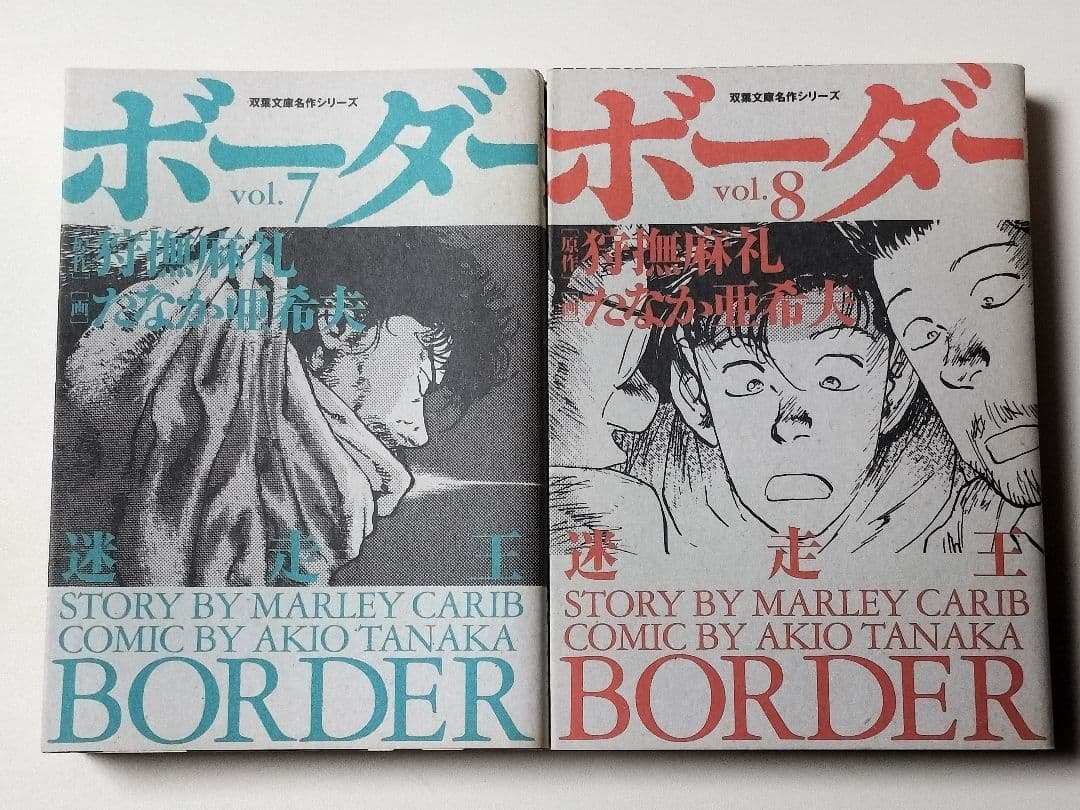 双葉文庫名作シリーズ
ボーダー
vol.7
[原作]狩撫麻礼
[画]たなか亜希夫
迷走王
STORY BY MARLEY CARIB
COMIC BY AKIO TANAKA
BORDER
双葉文庫名作シリーズ
ボーダー
vol.8
[原作]狩撫麻礼
[画]たなか亜希夫
迷走王
STORY BY MARLEY CARIB
COMIC BY AKIO TANAKA
BORDER